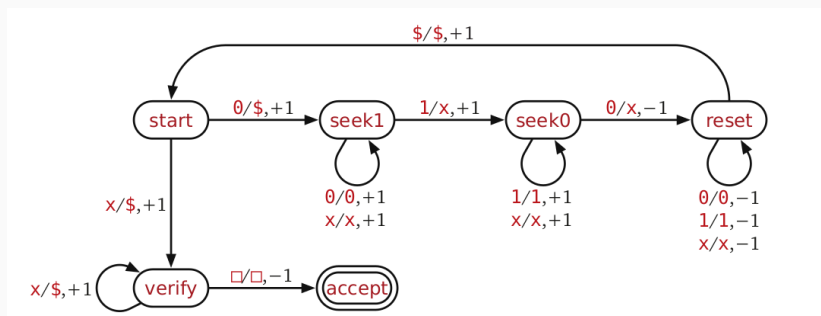 $/$,+1
start
0/$,+1
seek1
1/x,+1
seek0
0/x,−1
reset
0/0,+1
x/x,+1
1/1,+1
x/x,+1
0/0,−1
1/1,−1
x/x,−1
x/$,+1
x/$,+1
verify
□/□,−1
accept